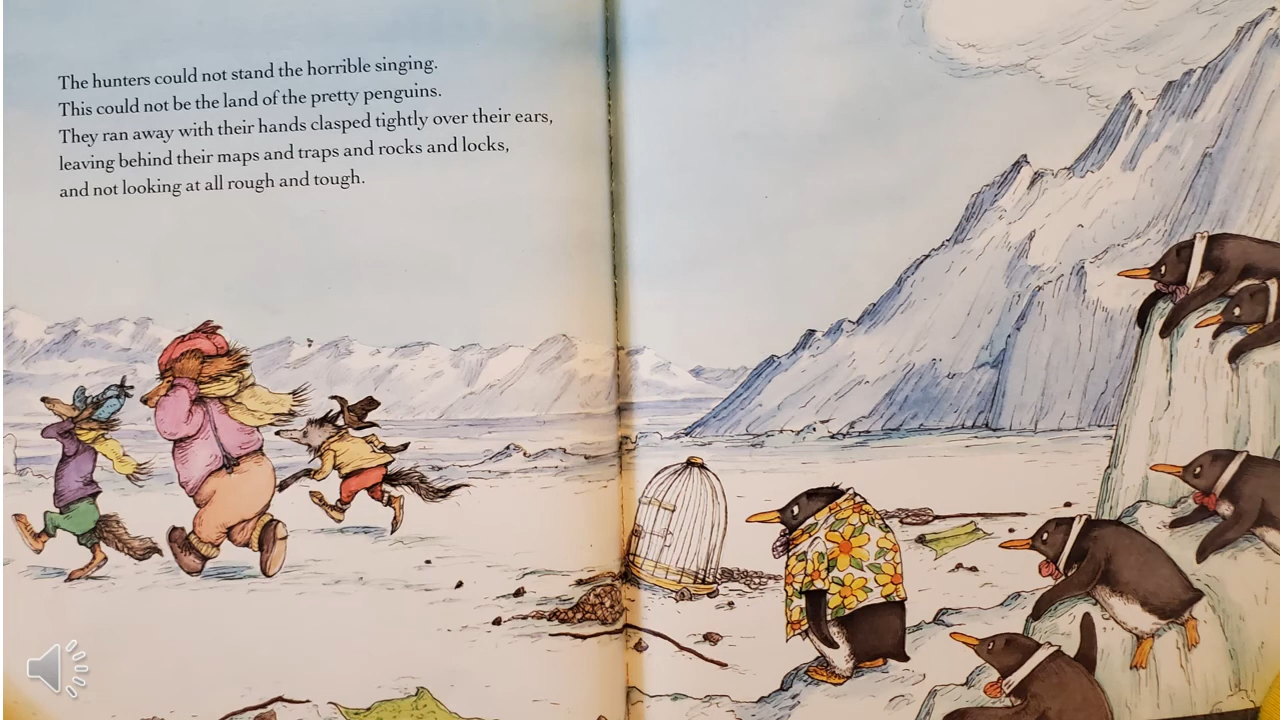 The hunters could not stand the horrible singing.
This could not be the land of the pretty penguins.
They ran away with their hands clasped tightly over their ears,
leaving behind their maps and traps and rocks and locks,
and not looking at all rough and tough.